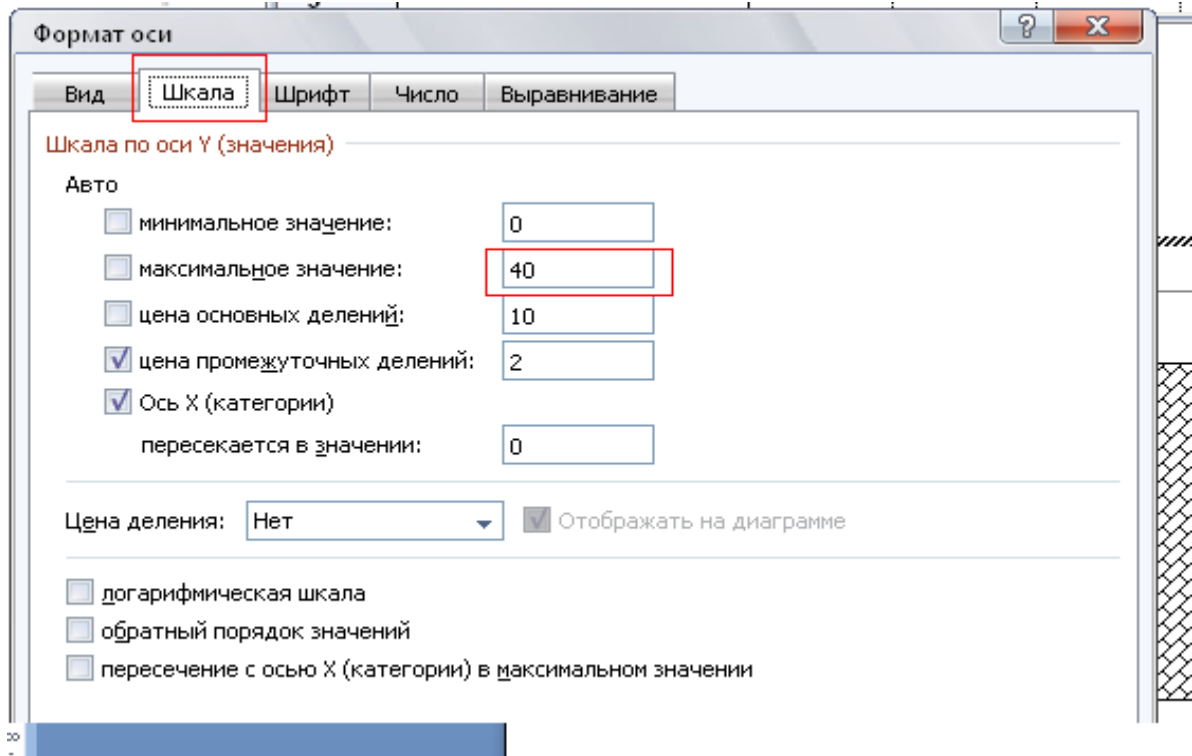 Формат оси
Вид Шкала Шрифт Число Выравнивание
Шкала по оси Y (значения)
Авто
минимальное значение: 0
максимальное значение: 40
цена основных делений: 10
цена промежуточных делений: 2
Ось X (категории)
пересекается в значении: 0
Цена деления: Нет Отображать на диаграмме
логарифмическая шкала
обратный порядок значений
пересечение с осью X (категории) в максимальном значении